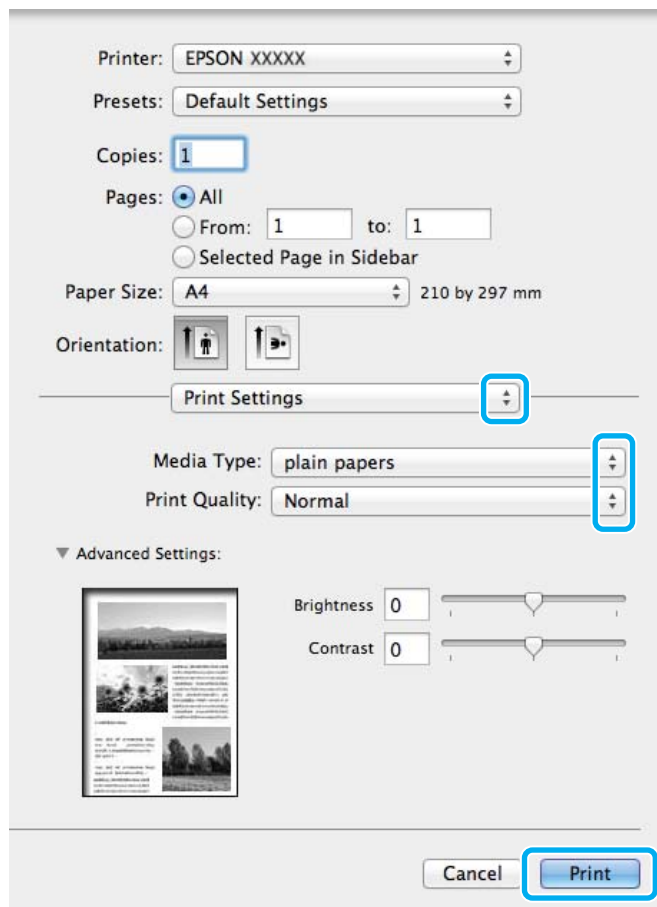 Printer: EPSON XXXXX
Presets: Default Settings
Copies: 1
Pages: All
From: 1 to: 1
Selected Page in Sidebar
Paper Size: A4 210 by 297 mm
Orientation:
Print Settings
Media Type: plain papers
Print Quality: Normal
Advanced Settings:
Brightness 0
Contrast 0
Cancel Print